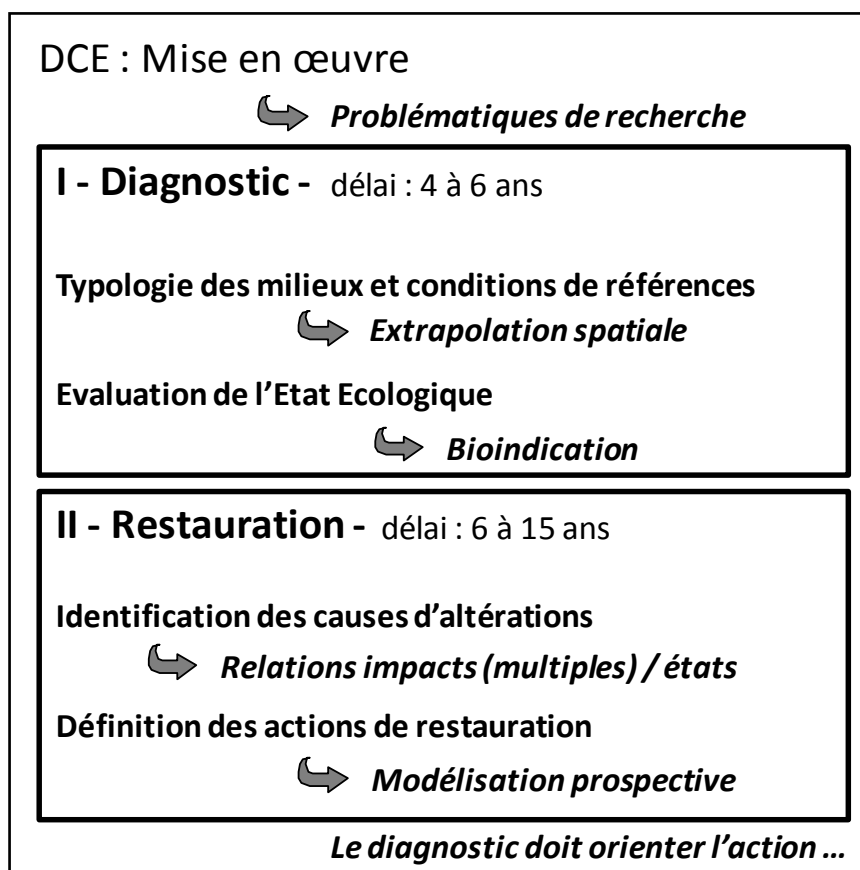 DCE : Mise en œuvre
Problématiques de recherche
I - Diagnostic - délai : 4 à 6 ans
Typologie des milieux et conditions de références
Extrapolation spatiale
Evaluation de l'Etat Ecologique
Bioindication
II - Restauration - délai : 6 à 15 ans
Identification des causes d'altérations
Relations impacts (multiples) / états
Définition des actions de restauration
Modélisation prospective
Le diagnostic doit orienter l'action ...